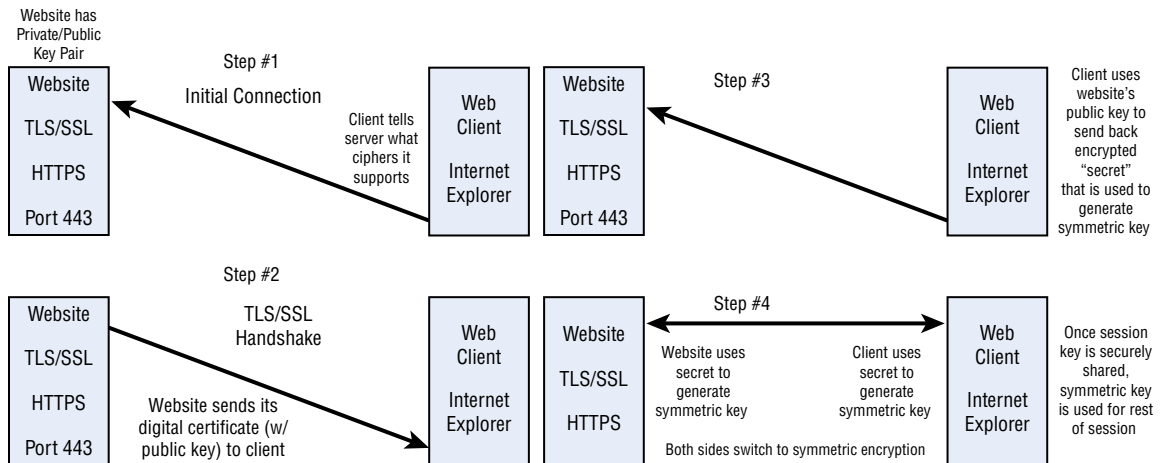 Website has
Private/Public
Key Pair
Website
TLS/SSL
HTTPS
Port 443
Step #1
Initial Connection
Client tells
server what
ciphers it
supports
Web
Client
Internet
Explorer
Website
TLS/SSL
HTTPS
Port 443
Step #3
Web
Client
Internet
Explorer
Client uses
website's
public key to
send back
encrypted
“secret”
that is used to
generate
symmetric key
Website
TLS/SSL
HTTPS
Port 443
Step #2
TLS/SSL
Handshake
Website sends its
digital certificate (w/
public key) to client
Web
Client
Internet
Explorer
Website
TLS/SSL
HTTPS
Step #4
Website uses
secret to
generate
symmetric key
Client uses
secret to
generate
symmetric key
Both sides switch to symmetric encryption
Web
Client
Internet
Explorer
Once session
key is securely
shared,
symmetric key
is used for rest
of session